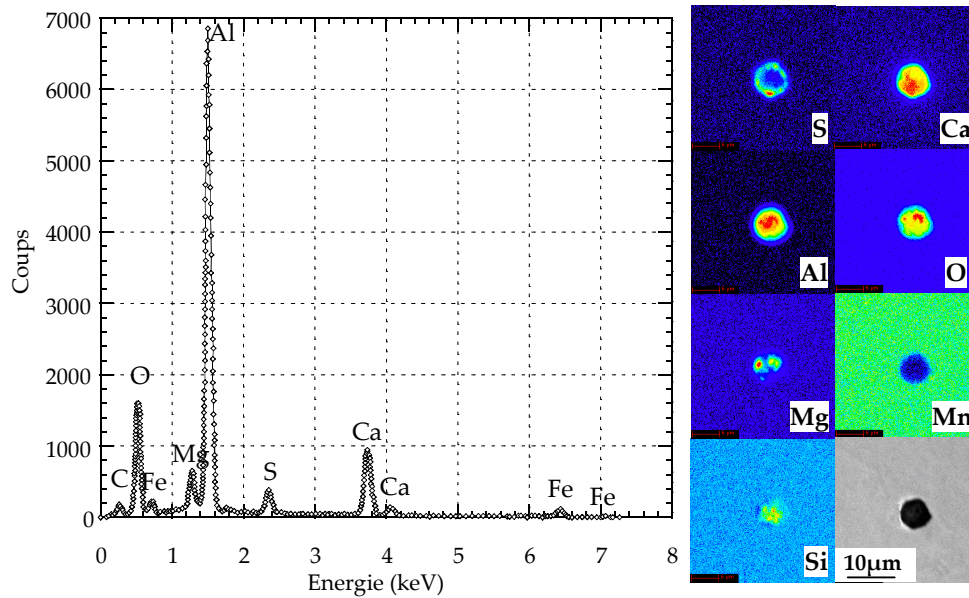 7000
6000
5000
4000
3000
2000
1000
0
Coups
Al
O
C
Fe
Mg
S
Ca
Ca
Fe
Fe
0 1 2 3 4 5 6 7 8
Energie (keV)
S
Ca
Al
O
Mg
Mn
Si
10µm